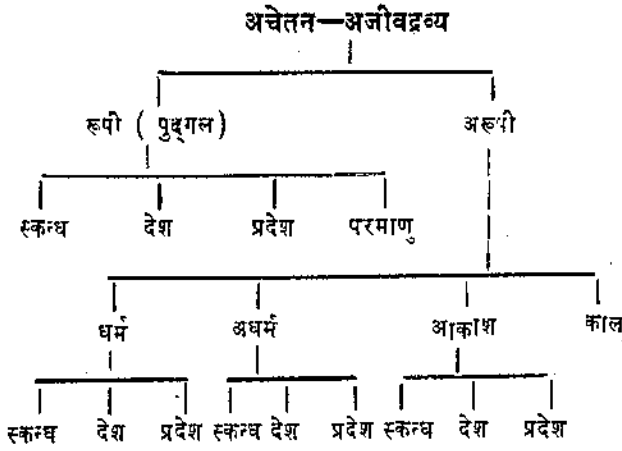 अचेतन—अजीवद्रव्य
रूपी ( पुद्गल ) अरूपी
स्कन्ध देश प्रदेश परमाणु
धर्म अधर्म आकाश काल
स्कन्ध देश प्रदेश स्कन्ध देश प्रदेश स्कन्ध देश प्रदेश